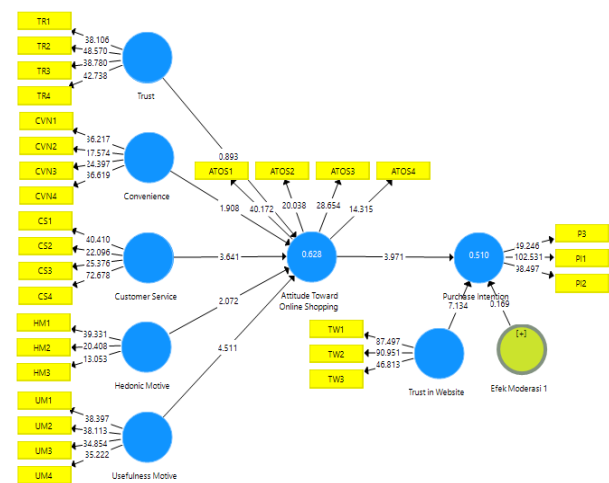 TR1
38.106
TR2
48.570
TR3
38.780
TR4
42.738
Trust
CVN1
36.217
CVN2
17.574
CVN3
24.397
CVN4
36.619
Convenience
CS1
40.410
CS2
22.096
CS3
25.376
CS4
72.678
Customer Service
HM1
39.331
HM2
20.408
HM3
13.053
Hedonic Motive
UM1
38.397
UM2
38.113
UM3
34.854
UM4
35.222
Usefulness Motive
0.893
1.908
3.641
2.072
4.511
ATOS1
ATOS2
ATOS3
ATOS4
40.172
20.038
28.654
14.315
0.628
Attitude Toward
Online Shopping
3.971
0.510
Purchase Intention
P3
49.246
PI1
102.531
PI2
38.497
7.134
0.169
TW1
87.497
TW2
90.951
TW3
46.813
Trust in Website
[+]
Efek Moderasi 1